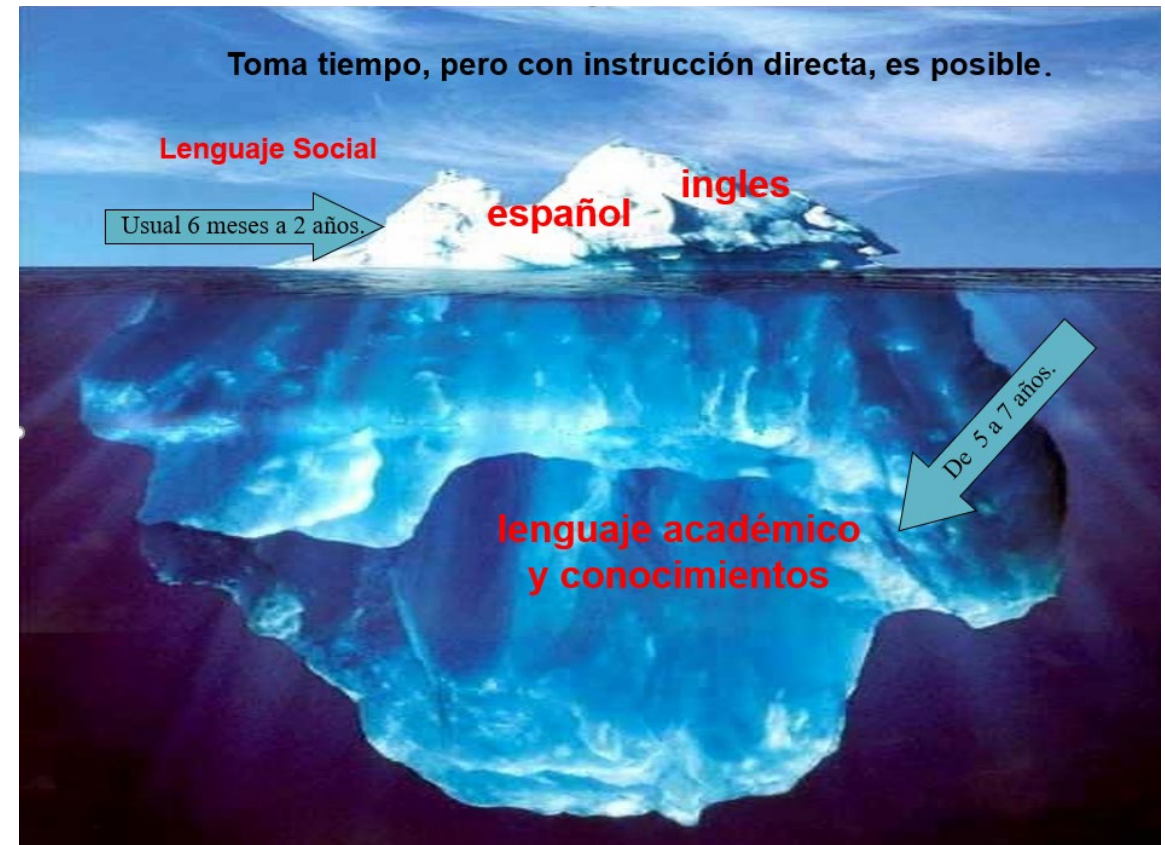 Toma tiempo, pero con instrucción directa, es posible.
Lenguaje Social
ingles
español
Usual 6 meses a 2 años.
De 5 a 7 años.
lenguaje académico
y conocimientos